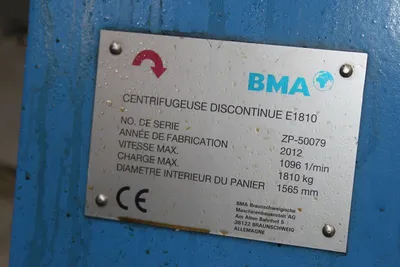 BMA
CENTRIFUGEUSE DISCONTINUE E1810
NO. DE SERIE ZP-50079
ANNÉE DE FABRICATION 2012
VITESSE MAX. 1096 1/min
CHARGE MAX. 1810 kg
DIAMETRE INTERIEUR DU PANIER 1565 mm
CE
BMA Braunschweigische
Maschinenbauanstalt AG
Am Alten Bahnhof 5
38122 BRAUNSCHWEIG
ALLEMAGNE